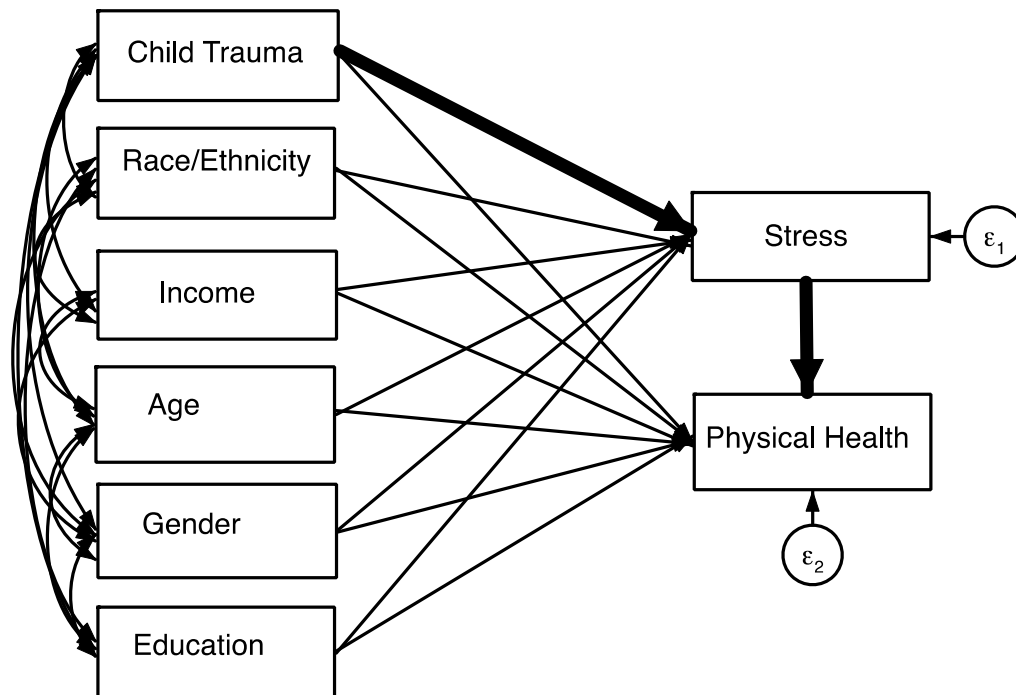 Child Trauma
Race/Ethnicity
Income
Age
Gender
Education
Stress
ε₁
Physical Health
ε₂